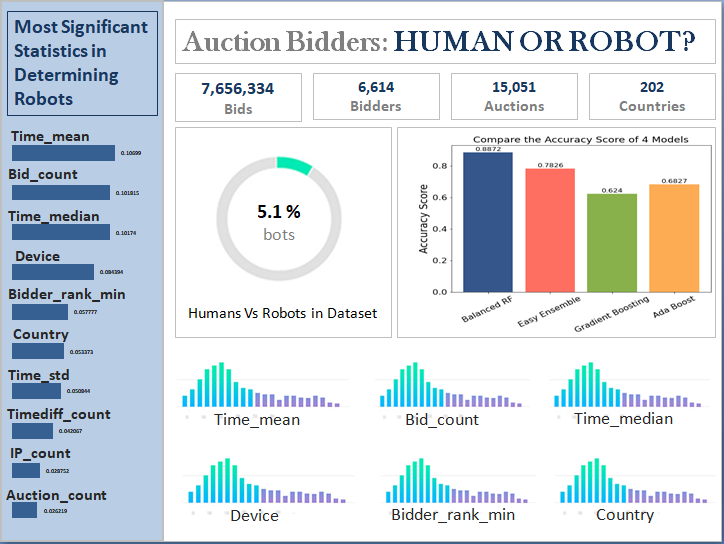 Most Significant
Statistics in
Determining
Robots
Time_mean
0.10699
Bid_count
0.101815
Time_median
0.10174
Device
0.084394
Bidder_rank_min
0.057777
Country
0.053373
Time_std
0.050844
Timediff_count
0.042067
IP_count
0.028752
Auction_count
0.026219
Auction Bidders: HUMAN OR ROBOT?
7,656,334
Bids
6,614
Bidders
15,051
Auctions
202
Countries
5.1 %
bots
Humans Vs Robots in Dataset
Compare the Accuracy Score of 4 Models
Accuracy Score
0.8
0.6
0.4
0.2
0.0
0.8872
0.7826
0.624
0.6827
Balanced RF
Easy Ensemble
Gradient Boosting
Ada Boost
Time_mean
Bid_count
Time_median
Device
Bidder_rank_min
Country